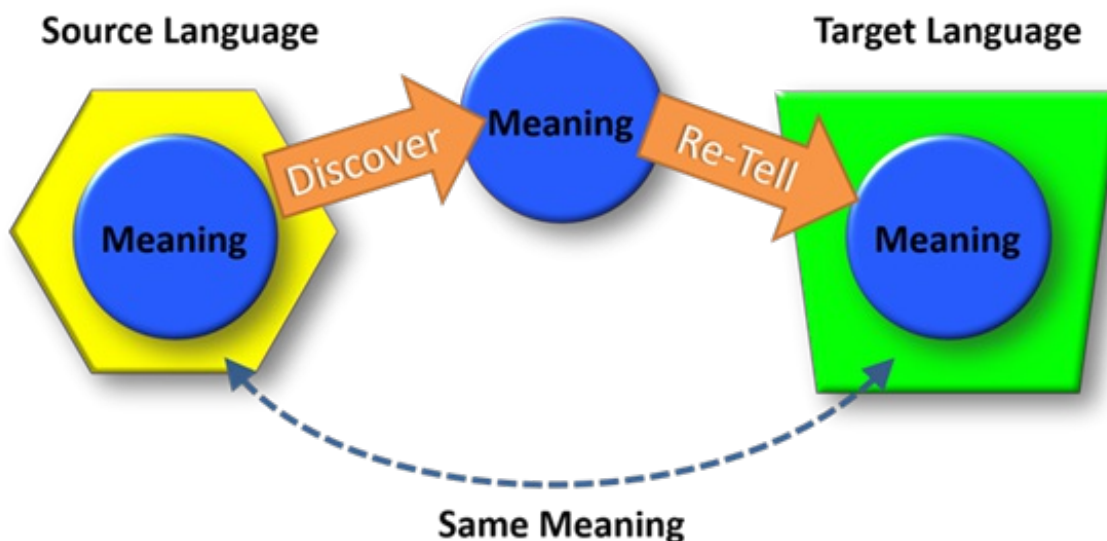 Source Language
Target Language
Meaning
Discover
Meaning
Re-Tell
Meaning
Same Meaning